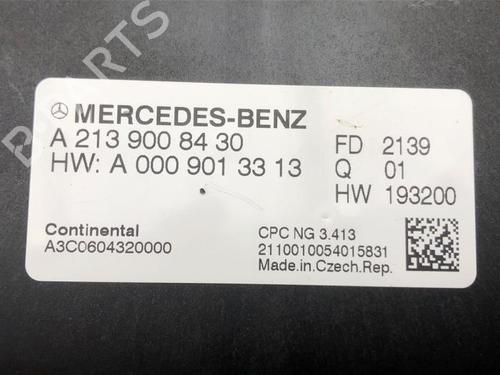 MERCEDES-BENZ
A 213 900 84 30 FD 2139
HW: A 000 901 33 13 Q 01
HW 193200
Continental CPC NG 3.413
A3C0604320000 2110010054015831
Made.in.Czech.Rep.
PARTS